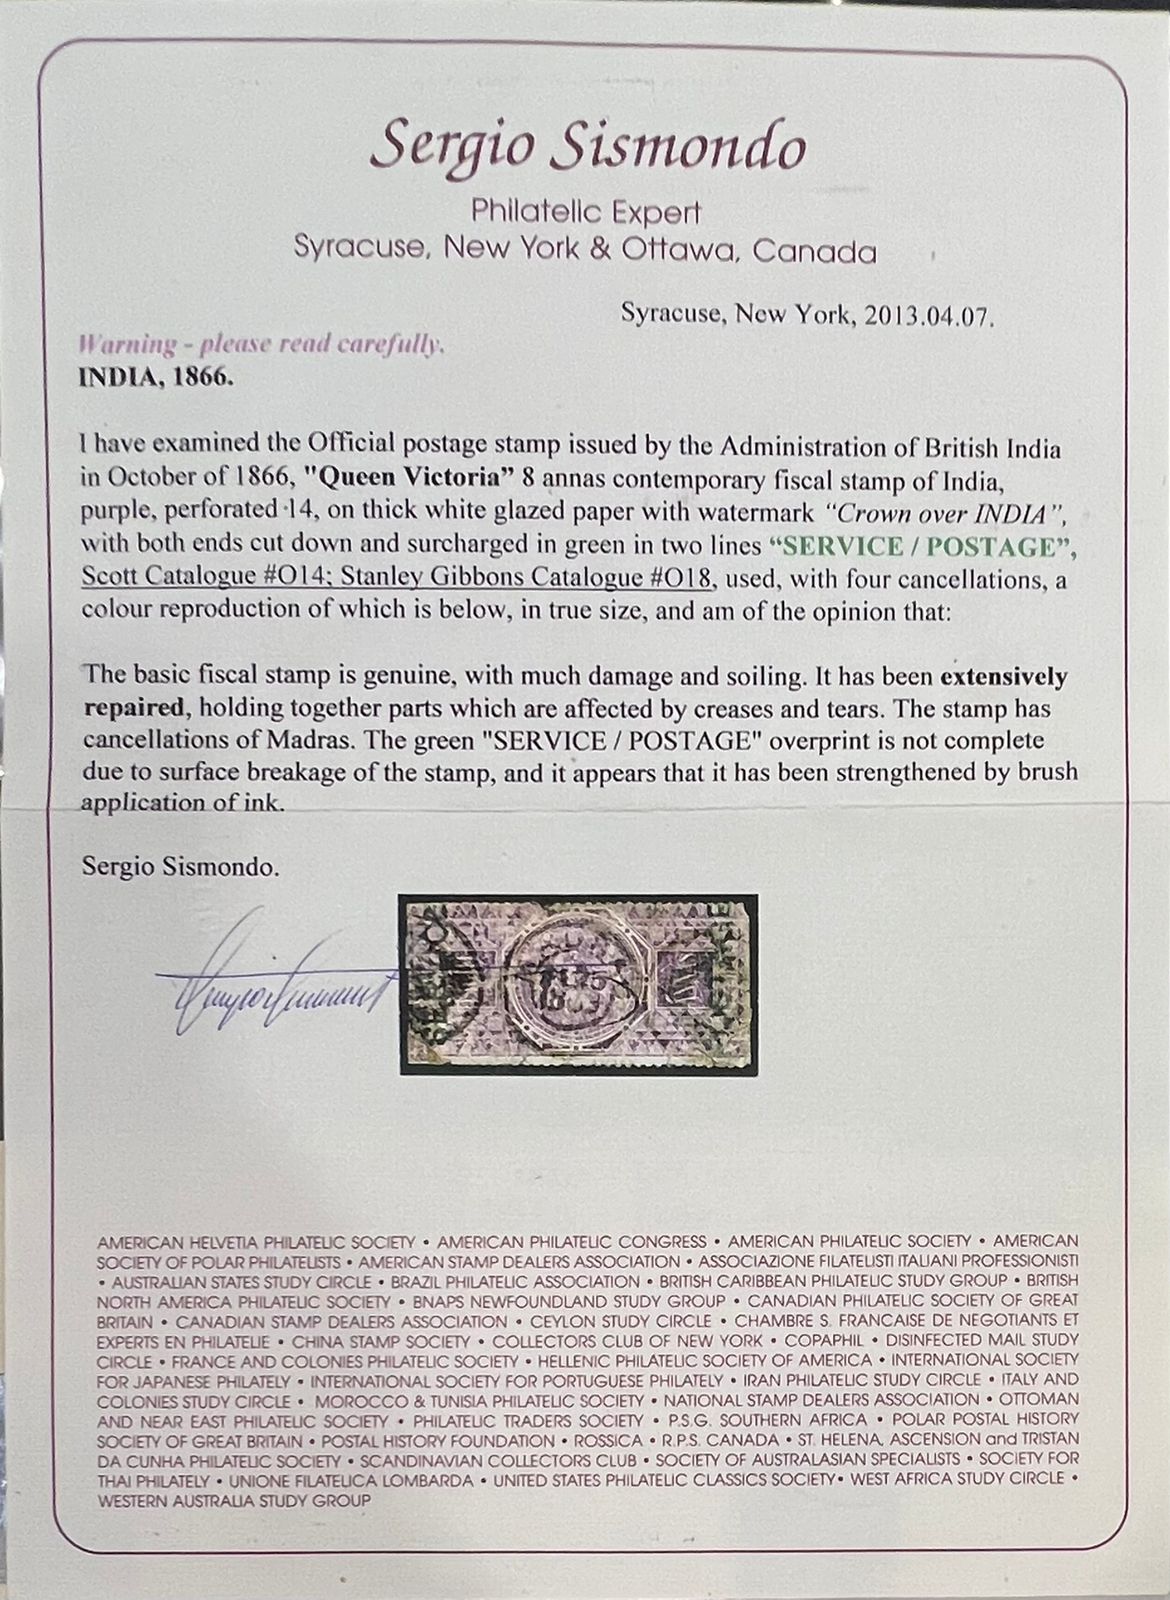 Sergio Sismondo
Philatelic Expert
Syracuse, New York & Ottawa, Canada
Syracuse, New York, 2013.04.07.
Warning - please read carefully.
INDIA, 1866.
I have examined the Official postage stamp issued by the Administration of British India
in October of 1866, "Queen Victoria” 8 annas contemporary fiscal stamp of India,
purple, perforated 14, on thick white glazed paper with watermark “Crown over INDIA”,
with both ends cut down and surcharged in green in two lines “SERVICE / POSTAGE”,
Scott Catalogue #O14; Stanley Gibbons Catalogue #O18, used, with four cancellations, a
colour reproduction of which is below, in true size, and am of the opinion that:
The basic fiscal stamp is genuine, with much damage and soiling. It has been extensively
repaired, holding together parts which are affected by creases and tears. The stamp has
cancellations of Madras. The green "SERVICE / POSTAGE" overprint is not complete
due to surface breakage of the stamp, and it appears that it has been strengthened by brush
application of ink.
Sergio Sismondo.
AMERICAN HELVETIA PHILATELIC SOCIETY • AMERICAN PHILATELIC CONGRESS • AMERICAN PHILATELIC SOCIETY • AMERICAN
SOCIETY OF POLAR PHILATELISTS • AMERICAN STAMP DEALERS ASSOCIATION • ASSOCIAZIONE FILATELISTI ITALIANI PROFESSIONISTI
• AUSTRALIAN STATES STUDY CIRCLE • BRAZIL PHILATELIC ASSOCIATION • BRITISH CARIBBEAN PHILATELIC STUDY GROUP • BRITISH
NORTH AMERICA PHILATELIC SOCIETY • BNAPS NEWFOUNDLAND STUDY GROUP • CANADIAN PHILATELIC SOCIETY OF GREAT
BRITAIN • CANADIAN STAMP DEALERS ASSOCIATION • CEYLON STUDY CIRCLE • CHAMBRE S. FRANCAISE DE NEGOTIANTS ET
EXPERTS EN PHILATELIE • CHINA STAMP SOCIETY • COLLECTORS CLUB OF NEW YORK • COPAPHIL • DISINFECTED MAIL STUDY
CIRCLE • FRANCE AND COLONIES PHILATELIC SOCIETY • HELLENIC PHILATELIC SOCIETY OF AMERICA • INTERNATIONAL SOCIETY
FOR JAPANESE PHILATELY • INTERNATIONAL SOCIETY FOR PORTUGUESE PHILATELY • IRAN PHILATELIC STUDY CIRCLE • ITALY AND
COLONIES STUDY CIRCLE • MOROCCO & TUNISIA PHILATELIC SOCIETY • NATIONAL STAMP DEALERS ASSOCIATION • OTTOMAN
AND NEAR EAST PHILATELIC SOCIETY • PHILATELIC TRADERS SOCIETY • P.S.G. SOUTHERN AFRICA • POLAR POSTAL HISTORY
SOCIETY OF GREAT BRITAIN • POSTAL HISTORY FOUNDATION • ROSSICA • R.P.S. CANADA • ST. HELENA, ASCENSION and TRISTAN
DA CUNHA PHILATELIC SOCIETY • SCANDINAVIAN COLLECTORS CLUB • SOCIETY OF AUSTRALASIAN SPECIALISTS • SOCIETY FOR
THAI PHILATELY • UNIONE FILATELICA LOMBARDA • UNITED STATES PHILATELIC CLASSICS SOCIETY • WEST AFRICA STUDY CIRCLE •
WESTERN AUSTRALIA STUDY GROUP